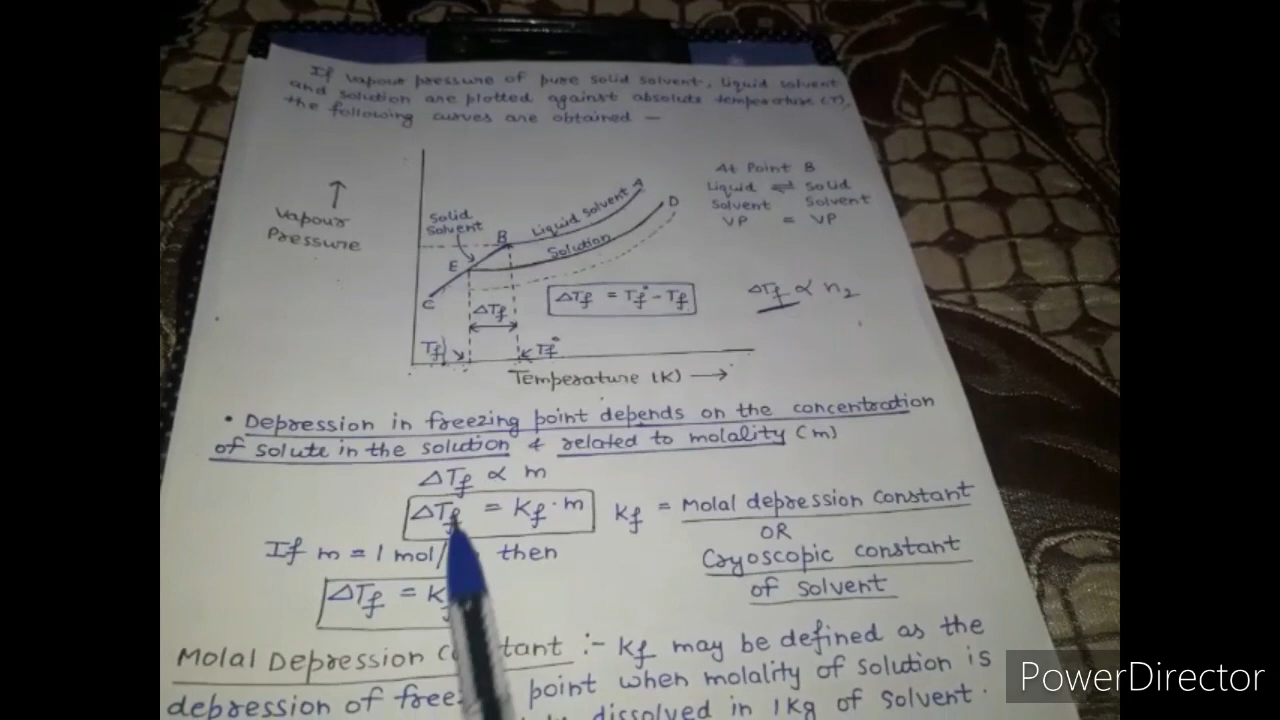 If vapour pressure of pure solid solvent, liquid solvent
and solution are plotted against absolute temperature (T),
the following curves are obtained —
At Point B
Liquid ⇌ Solid
Solvent Solvent
VP = VP
↑
Vapour
Pressure
Solid
Solvent
Liquid Solvent
A
B
D
Solution
E
C
ΔTf
ΔTf = Tf° - Tf
ΔTf ∝ n2
Tf
Tf°
Temperature (K) →
• Depression in freezing point depends on the concentration
of solute in the solution & related to molality (m)
ΔTf ∝ m
ΔTf = Kf · m
Kf = Molal depression constant
OR
Cryoscopic constant
of solvent
If m = 1 mol/ then
ΔTf = K
Molal Depression :- Kf may be defined as the
depression of point when molality of solution is
dissolved in 1Kg of solvent.
PowerDirector